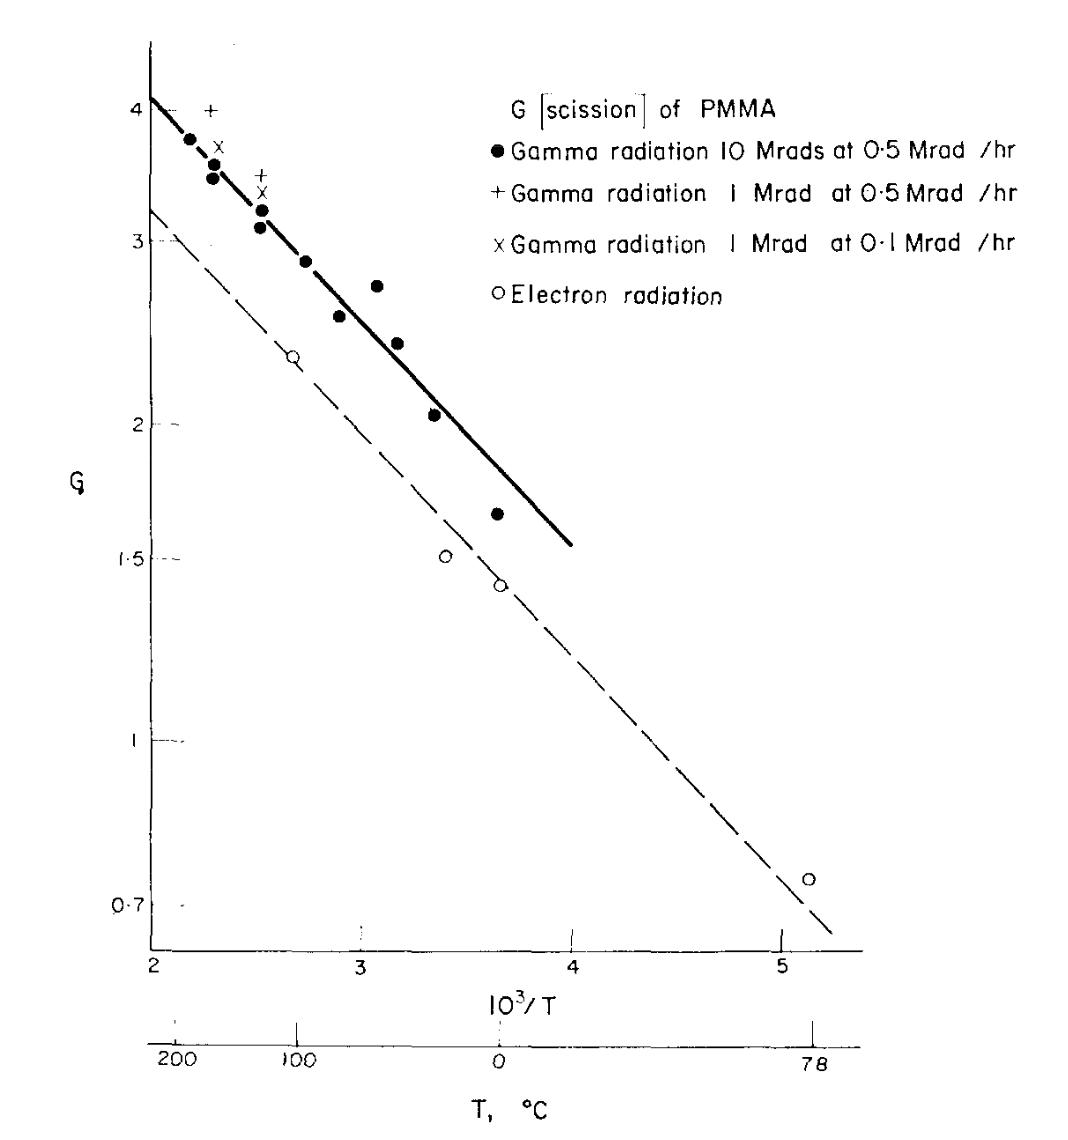 G [scission] of PMMA
● Gamma radiation 10 Mrads at 0·5 Mrad /hr
+ Gamma radiation 1 Mrad at 0·5 Mrad /hr
x Gamma radiation 1 Mrad at 0·1 Mrad /hr
○ Electron radiation
4
3
2
G
1·5
1
0·7
2 3 4 5
10³/T
200 100 0 78
T, °C